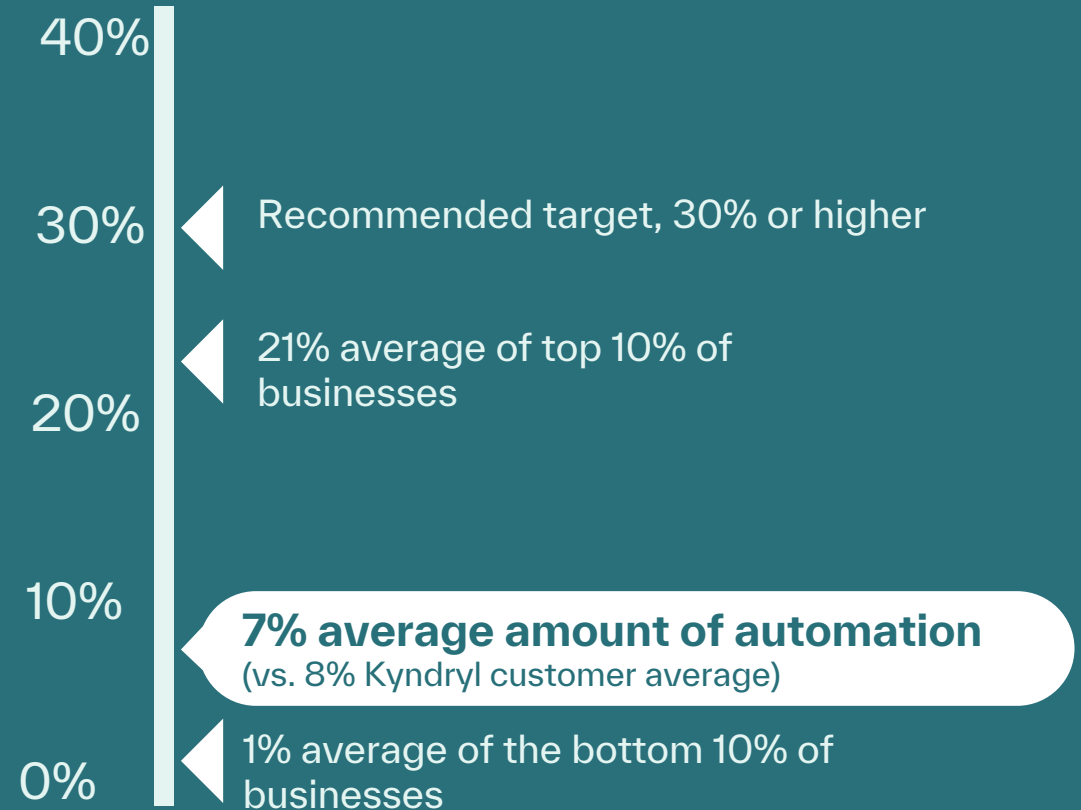 40%
30%
Recommended target, 30% or higher
21% average of top 10% of
businesses
20%
10%
7% average amount of automation
(vs. 8% Kyndryl customer average)
1% average of the bottom 10% of
businesses
0%